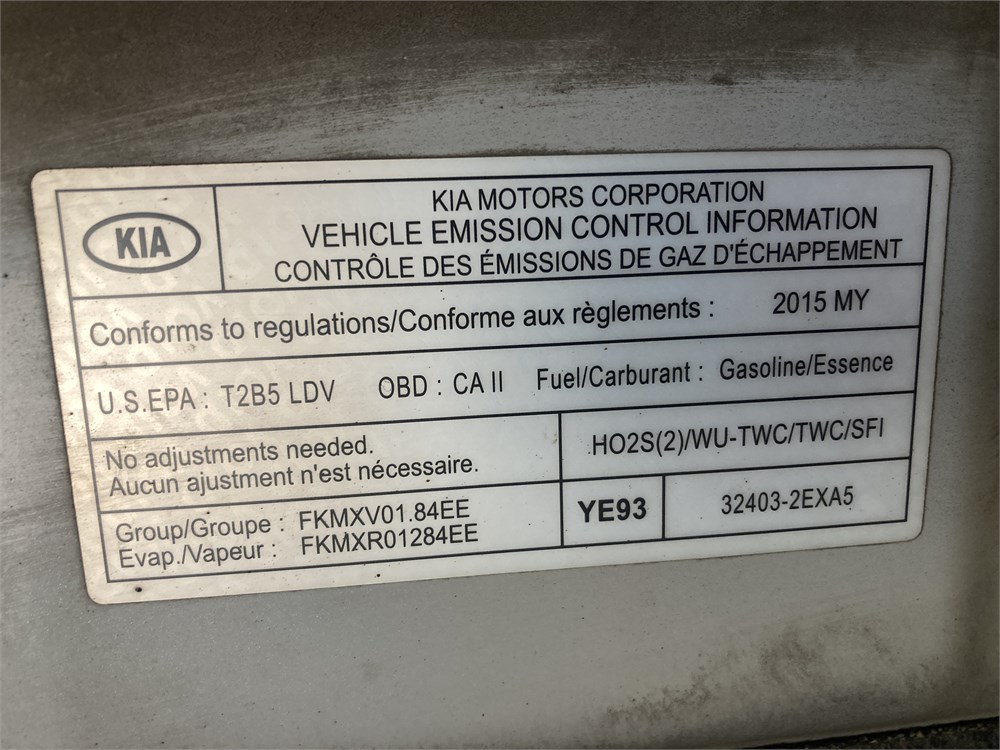 KIA
KIA MOTORS CORPORATION
VEHICLE EMISSION CONTROL INFORMATION
CONTRÔLE DES ÉMISSIONS DE GAZ D'ÉCHAPPEMENT
Conforms to regulations/Conforme aux règlements : 2015 MY
U.S.EPA : T2B5 LDV OBD : CA II Fuel/Carburant : Gasoline/Essence
No adjustments needed.
Aucun ajustment n'est nécessaire.
HO2S(2)/WU-TWC/TWC/SFI
Group/Groupe : FKMXV01.84EE
Evap./Vapeur : FKMXR01284EE
YE93
32403-2EXA5